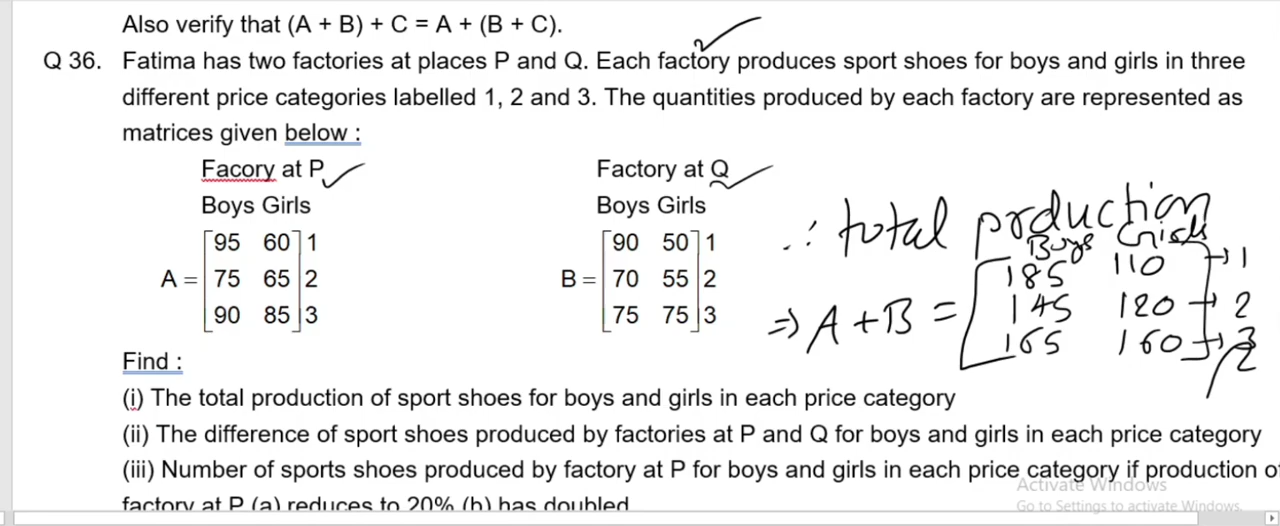 Also verify that (A + B) + C = A + (B + C).
Q 36. Fatima has two factories at places P and Q. Each factory produces sport shoes for boys and girls in three
different price categories labelled 1, 2 and 3. The quantities produced by each factory are represented as
matrices given below :
Facory at P Factory at Q
Boys Girls Boys Girls
[95 60] 1 [90 50] 1
A = [75 65] 2 B = [70 55] 2
[90 85] 3 [75 75] 3
∴ total production
Boys Girls
185 110 → 1
⇒ A + B = 145 120 → 2
165 160 → 3
Find :
(i) The total production of sport shoes for boys and girls in each price category
(ii) The difference of sport shoes produced by factories at P and Q for boys and girls in each price category
(iii) Number of sports shoes produced by factory at P for boys and girls in each price category if production o
factory at P (a) reduces to 20% (b) has doubled
Activate Windows
Go to Settings to activate Windows.